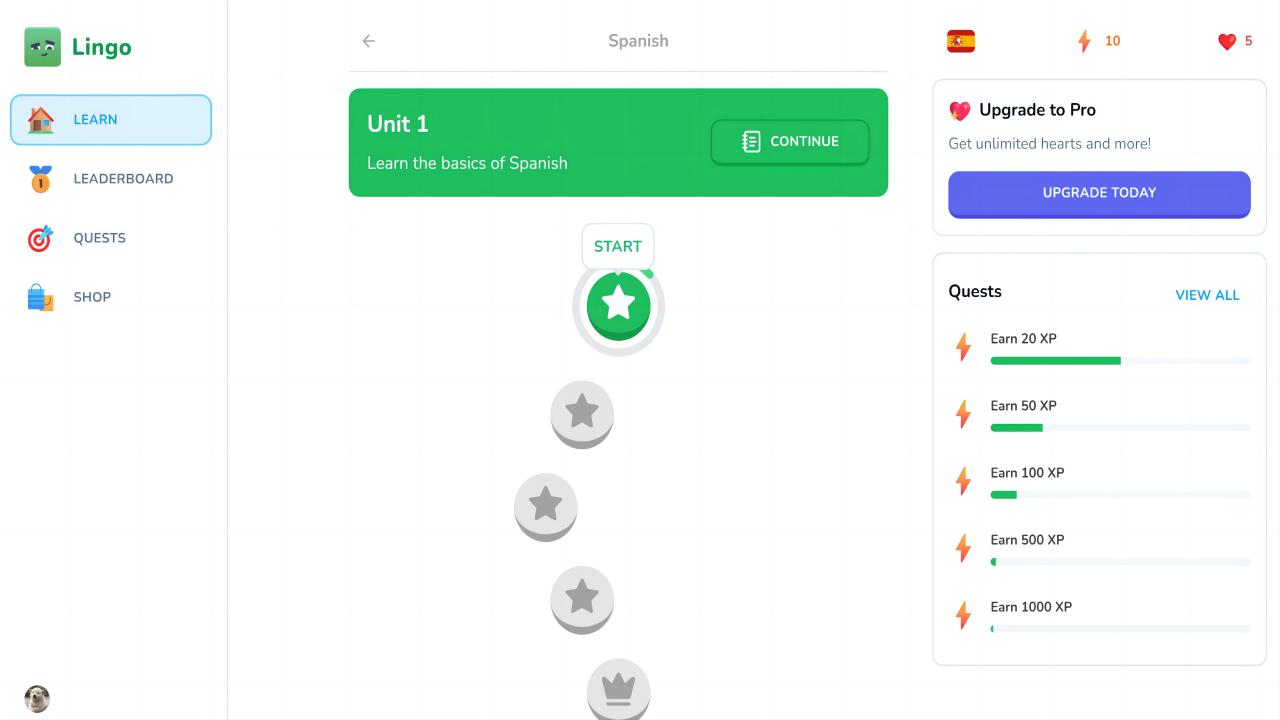 Lingo
LEARN
LEADERBOARD
QUESTS
SHOP
Spanish
Unit 1
Learn the basics of Spanish
CONTINUE
START
10
5
Upgrade to Pro
Get unlimited hearts and more!
UPGRADE TODAY
Quests
VIEW ALL
Earn 20 XP
Earn 50 XP
Earn 100 XP
Earn 500 XP
Earn 1000 XP